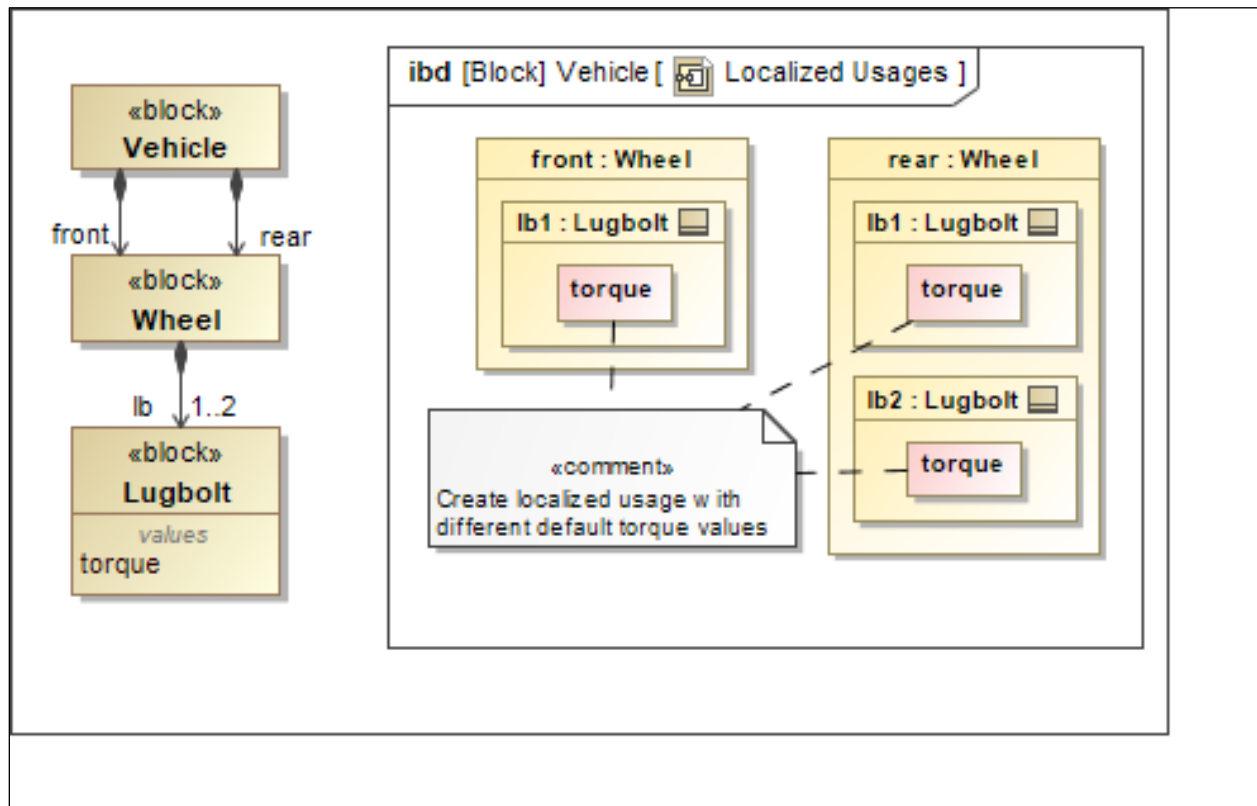 «block»
Vehicle
front
rear
«block»
Wheel
lb
1..2
«block»
Lugbolt
values
torque
ibd [Block] Vehicle [ Localized Usages ]
front : Wheel
lb1 : Lugbolt
torque
rear : Wheel
lb1 : Lugbolt
torque
lb2 : Lugbolt
torque
«comment»
Create localized usage with
different default torque values